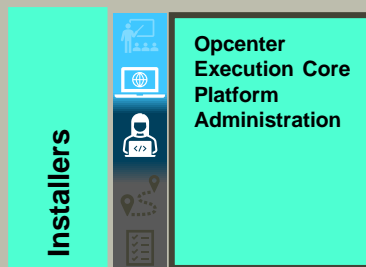 Installers
Opcenter
Execution Core
Platform
Administration